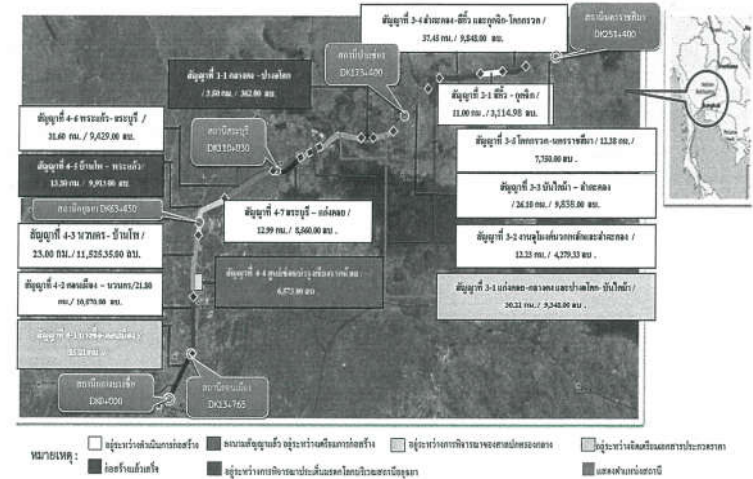 สัญญาที่ 3-4 ลำตะคอง-สีคิ้ว และกุดจิก-โคกกรวด
37.45 กม./ 9,848.00 ลบ.
สถานีนครราชสีมา
DK253+400
สถานีปากช่อง
DK173+400
สัญญาที่ 1-1 กลางดง - ปางอโศก
/ 3.50 กม./ 362.00 ลบ.
สัญญาที่ 2-1 สีคิ้ว - กุดจิก
/ 11.00 กม./ 3,114.98 ลบ.
สัญญาที่ 4-6 พระแก้ว- สระบุรี /
31.60 กม./ 9,429.00 ลบ.
สถานีสระบุรี
สัญญาที่ 3-5 โคกกรวด-นครราชสีมา / 12.38 กม./
7,750.00 ลบ.
สัญญาที่ 4-5 บ้านโพ - พระแก้ว/
13.30 กม./ 9,913.00 ลบ.
สัญญาที่ 3-3 บันไดม้า - ลำตะคอง
/ 26.10 กม./ 9,838.00 ลบ.
สถานีอยุธยา
สัญญาที่ 4-7 สระบุรี - แก่งคอย/
12.99 กม./ 8,560.00 ลบ.
สัญญาที่ 3-2 งานอุโมงค์มวกเหล็กและลำตะคอง/
12.23 กม./ 4,279.33 ลบ.
สัญญาที่ 4-3 นวนคร - บ้านโพ /
23.00 กม./ 11,525.35.00 ลบ.
สัญญาที่ 3-1 แก่งคอย-กลางดง และปางอโศก- บันไดม้า/
30.21 กม./ 9,348.00 ลบ.
สัญญาที่ 4-2 ดอนเมือง - นวนคร/21.80
กม./ 10,570.00 ลบ.
6,573.00 ลบ.
สถานีกลางบางซื่อ
DK0+000
สถานีดอนเมือง
DK13+765
หมายเหตุ :
อยู่ระหว่างดำเนินการก่อสร้าง
ลงนามสัญญาแล้ว อยู่ระหว่างเตรียมการก่อสร้าง
อยู่ระหว่างการพิจารณาของศาลปกครองกลาง
อยู่ระหว่างจัดเตรียมเอกสารประกวดราคา
ก่อสร้างแล้วเสร็จ
อยู่ระหว่างการพิจารณาประเด็นมรดกโลกบริเวณสถานีอยุธยา
แสดงตำแหน่งสถานี